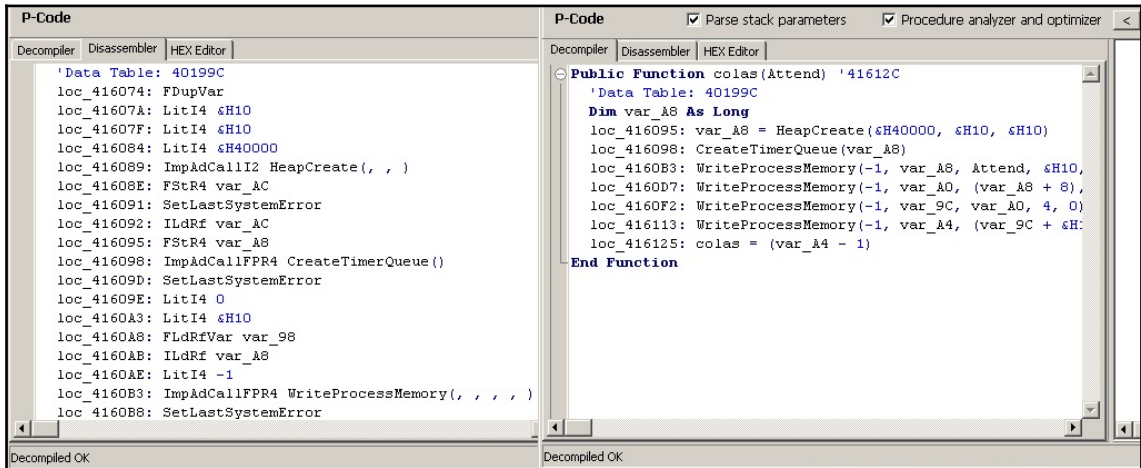 P-Code
Decompiler Disassembler HEX Editor
'Data Table: 40199C
loc_416074: FDupVar
loc_41607A: LitI4 &H10
loc_41607F: LitI4 &H10
loc_416084: LitI4 &H40000
loc_416089: ImpAdCallI2 HeapCreate(, , )
loc_41608E: FStR4 var_AC
loc_416091: SetLastSystemError
loc_416092: ILdRf var_AC
loc_416095: FStR4 var_A8
loc_416098: ImpAdCallFPR4 CreateTimerQueue()
loc_41609D: SetLastSystemError
loc_41609E: LitI4 0
loc_4160A3: LitI4 &H10
loc_4160A8: FLdRfVar var_98
loc_4160AB: ILdRf var_A8
loc_4160AE: LitI4 -1
loc_4160B3: ImpAdCallFPR4 WriteProcessMemory(, , , , )
loc_4160B8: SetLastSystemError
Decompiled OK
P-Code Parse stack parameters Procedure analyzer and optimizer <
Decompiler Disassembler HEX Editor
Public Function colas(Attend) '41612C
'Data Table: 40199C
Dim var_A8 As Long
loc_416095: var_A8 = HeapCreate(&H40000, &H10, &H10)
loc_416098: CreateTimerQueue(var_A8)
loc_4160B3: WriteProcessMemory(-1, var_A8, Attend, &H10,
loc_4160D7: WriteProcessMemory(-1, var_A0, (var_A8 + 8),
loc_4160F2: WriteProcessMemory(-1, var_9C, var_A0, 4, 0)
loc_416113: WriteProcessMemory(-1, var_A4, (var_9C + &H1
loc_416125: colas = (var_A4 - 1)
End Function
Decompiled OK